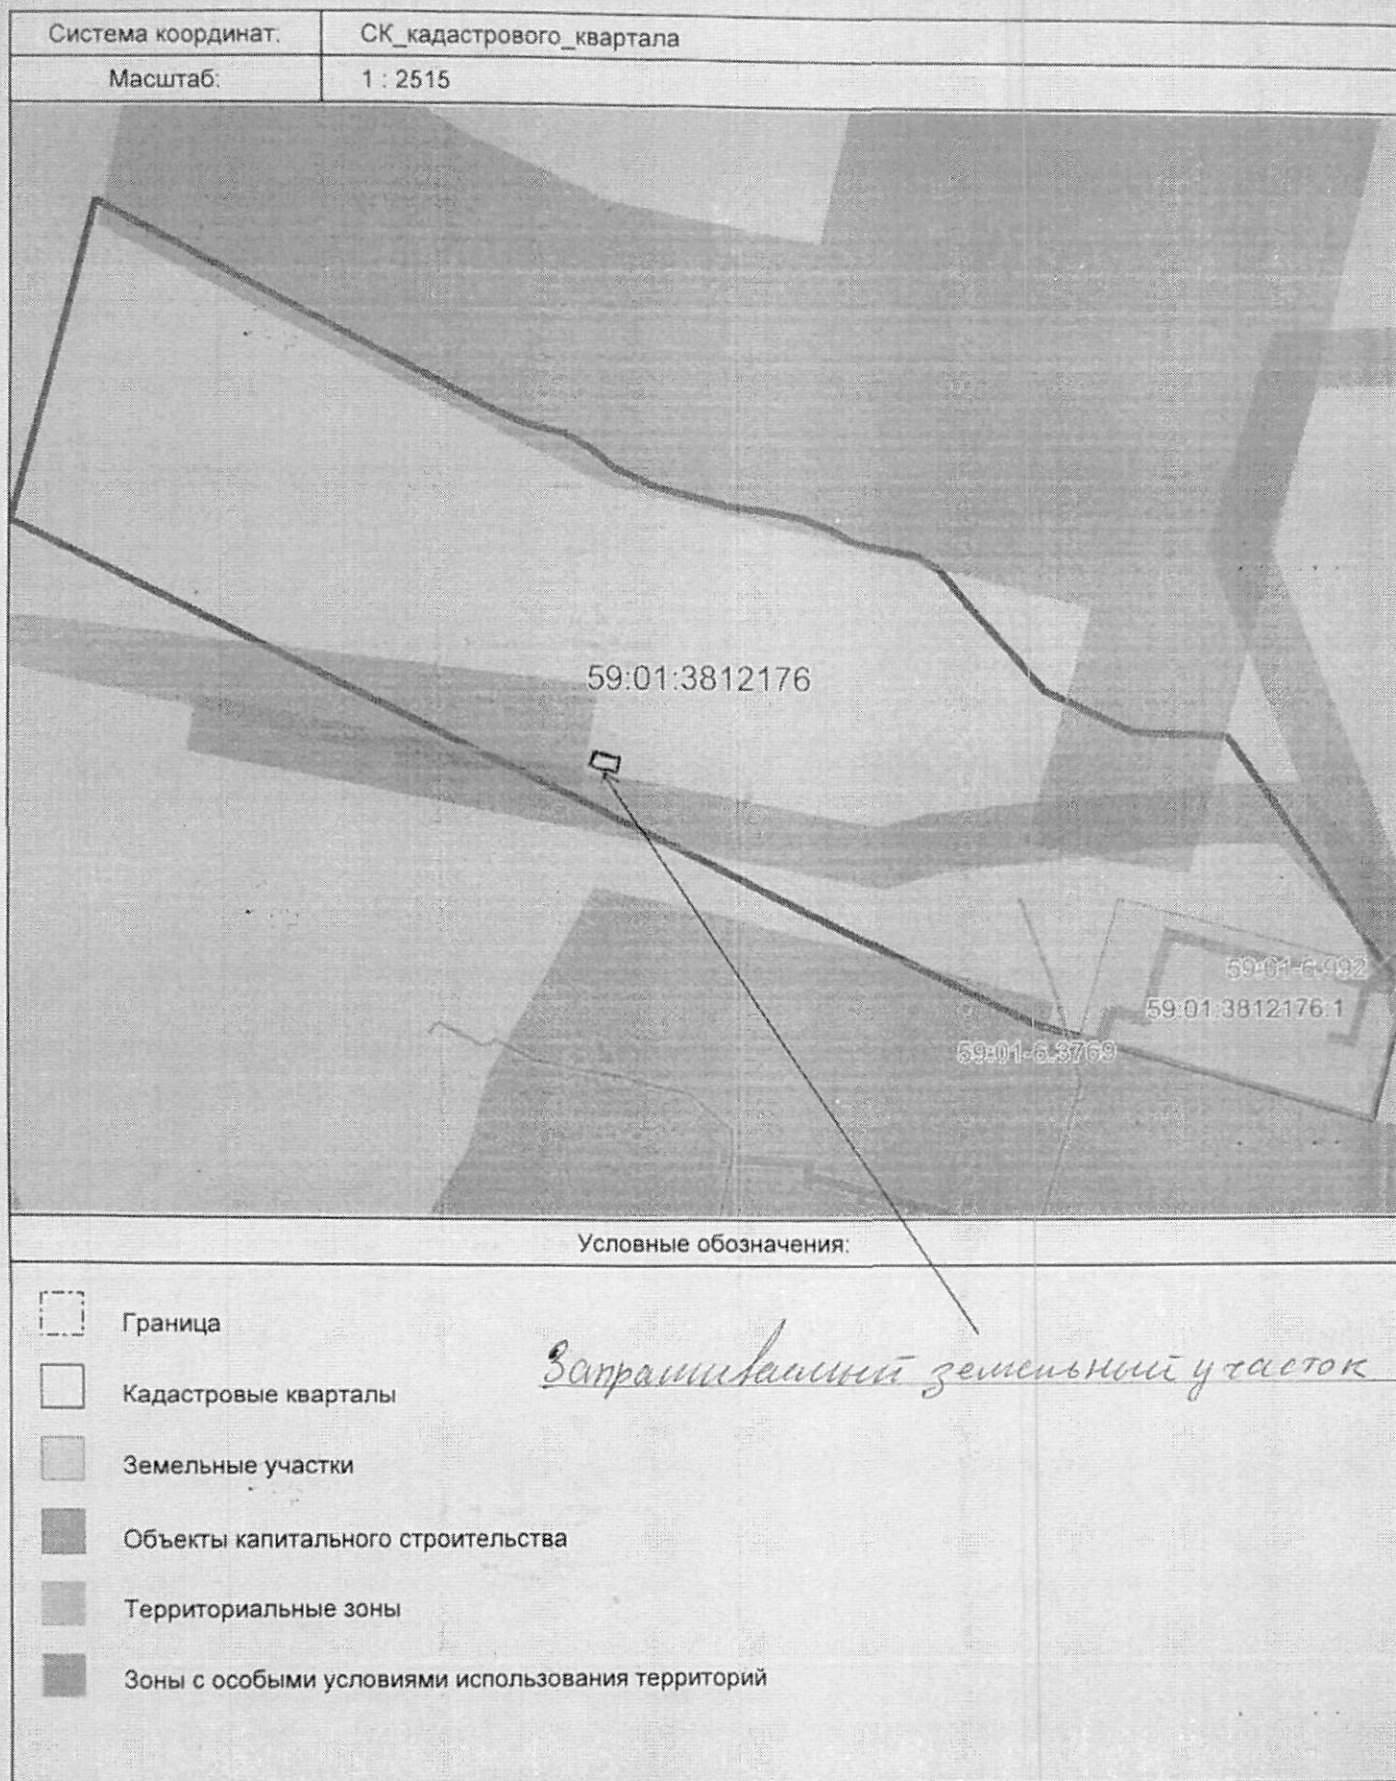 Система координат:
СК_кадастрового_квартала
Масштаб:
1 : 2515
59:01:3812176
59:01-6.992
59:01:3812176:1
59:01-6.3769
Условные обозначения:
Граница
Запрашиваемый земельный участок
Кадастровые кварталы
Земельные участки
Объекты капитального строительства
Территориальные зоны
Зоны с особыми условиями использования территорий